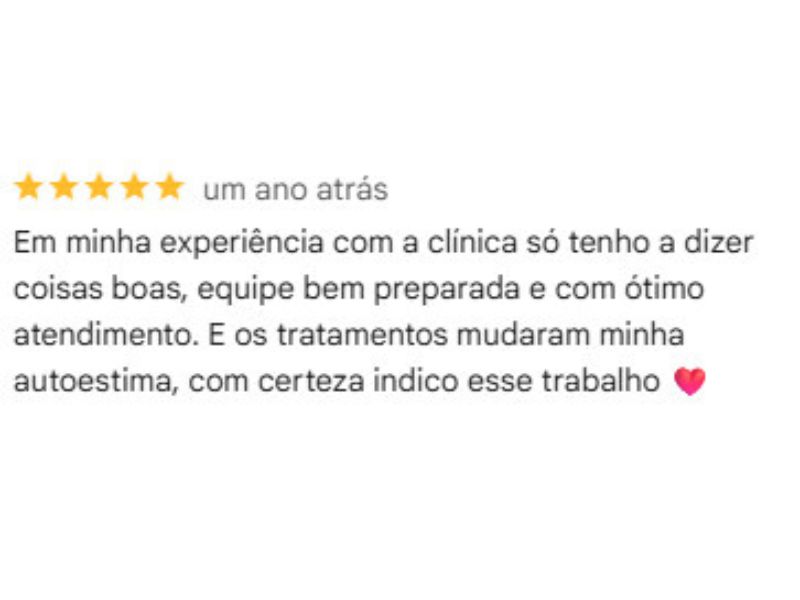 ★★★★★ um ano atrás
Em minha experiência com a clínica só tenho a dizer
coisas boas, equipe bem preparada e com ótimo
atendimento. E os tratamentos mudaram minha
autoestima, com certeza indico esse trabalho ❤️